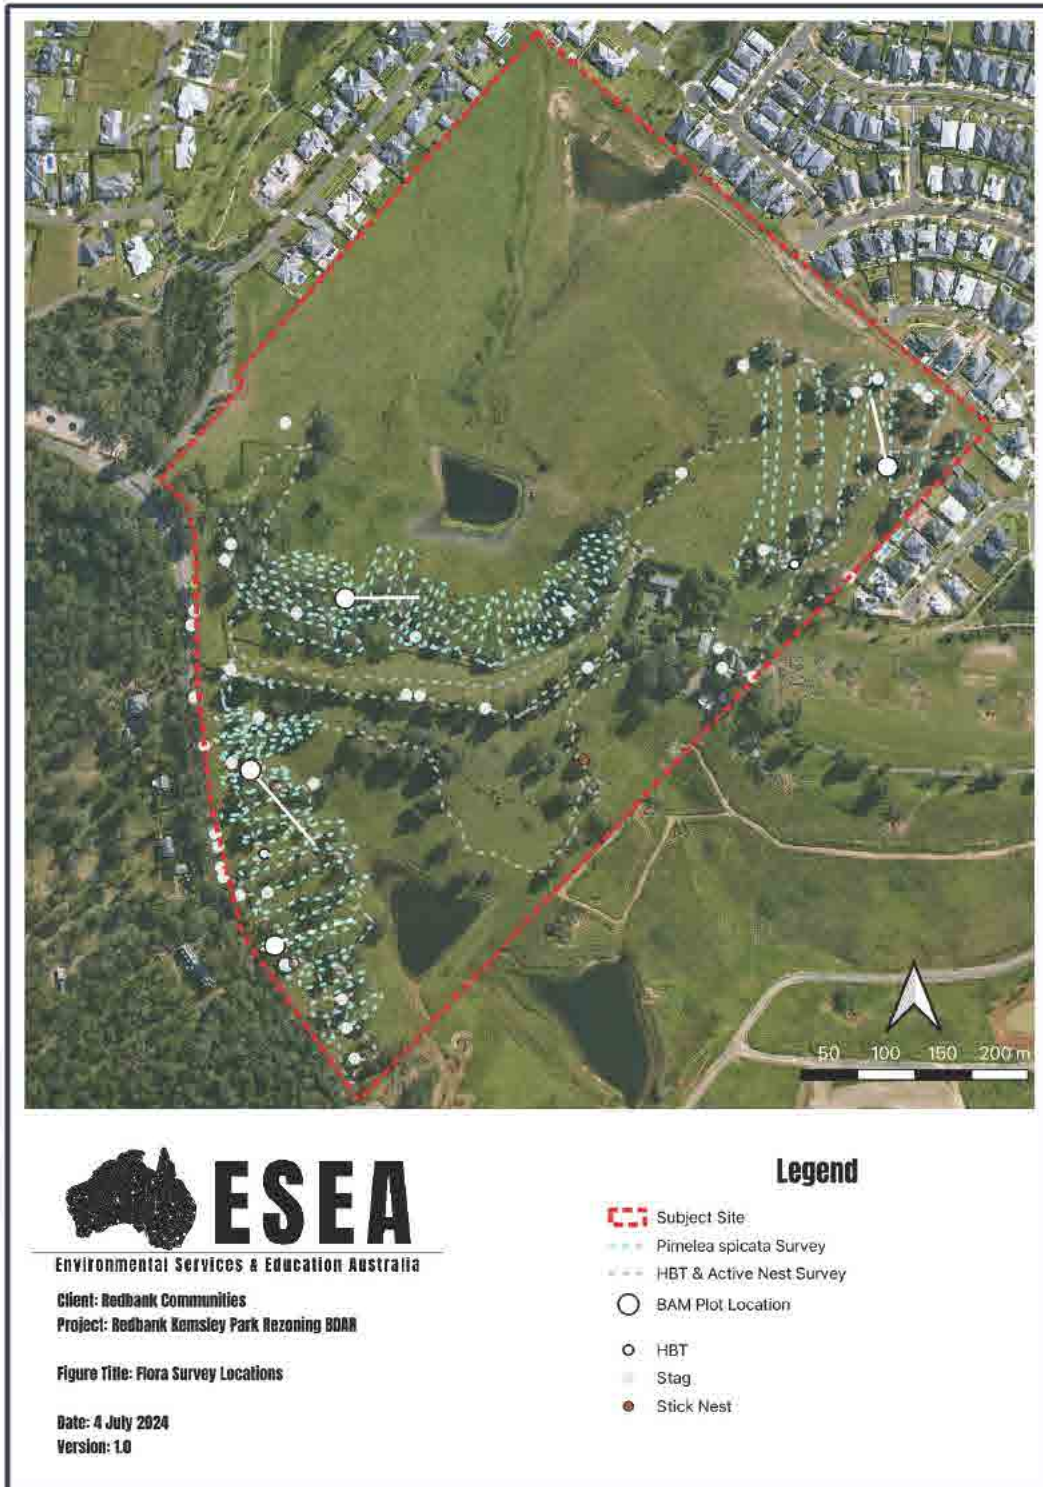 50 100 150 200 m
ESEA
Environmental Services & Education Australia
Client: Redbank Communities
Project: Redbank Kemsley Park Rezoning BDAR
Figure Title: Flora Survey Locations
Date: 4 July 2024
Version: 1.0
Legend
Subject Site
Pimelea spicata Survey
HBT & Active Nest Survey
BAM Plot Location
HBT
Stag
Stick Nest